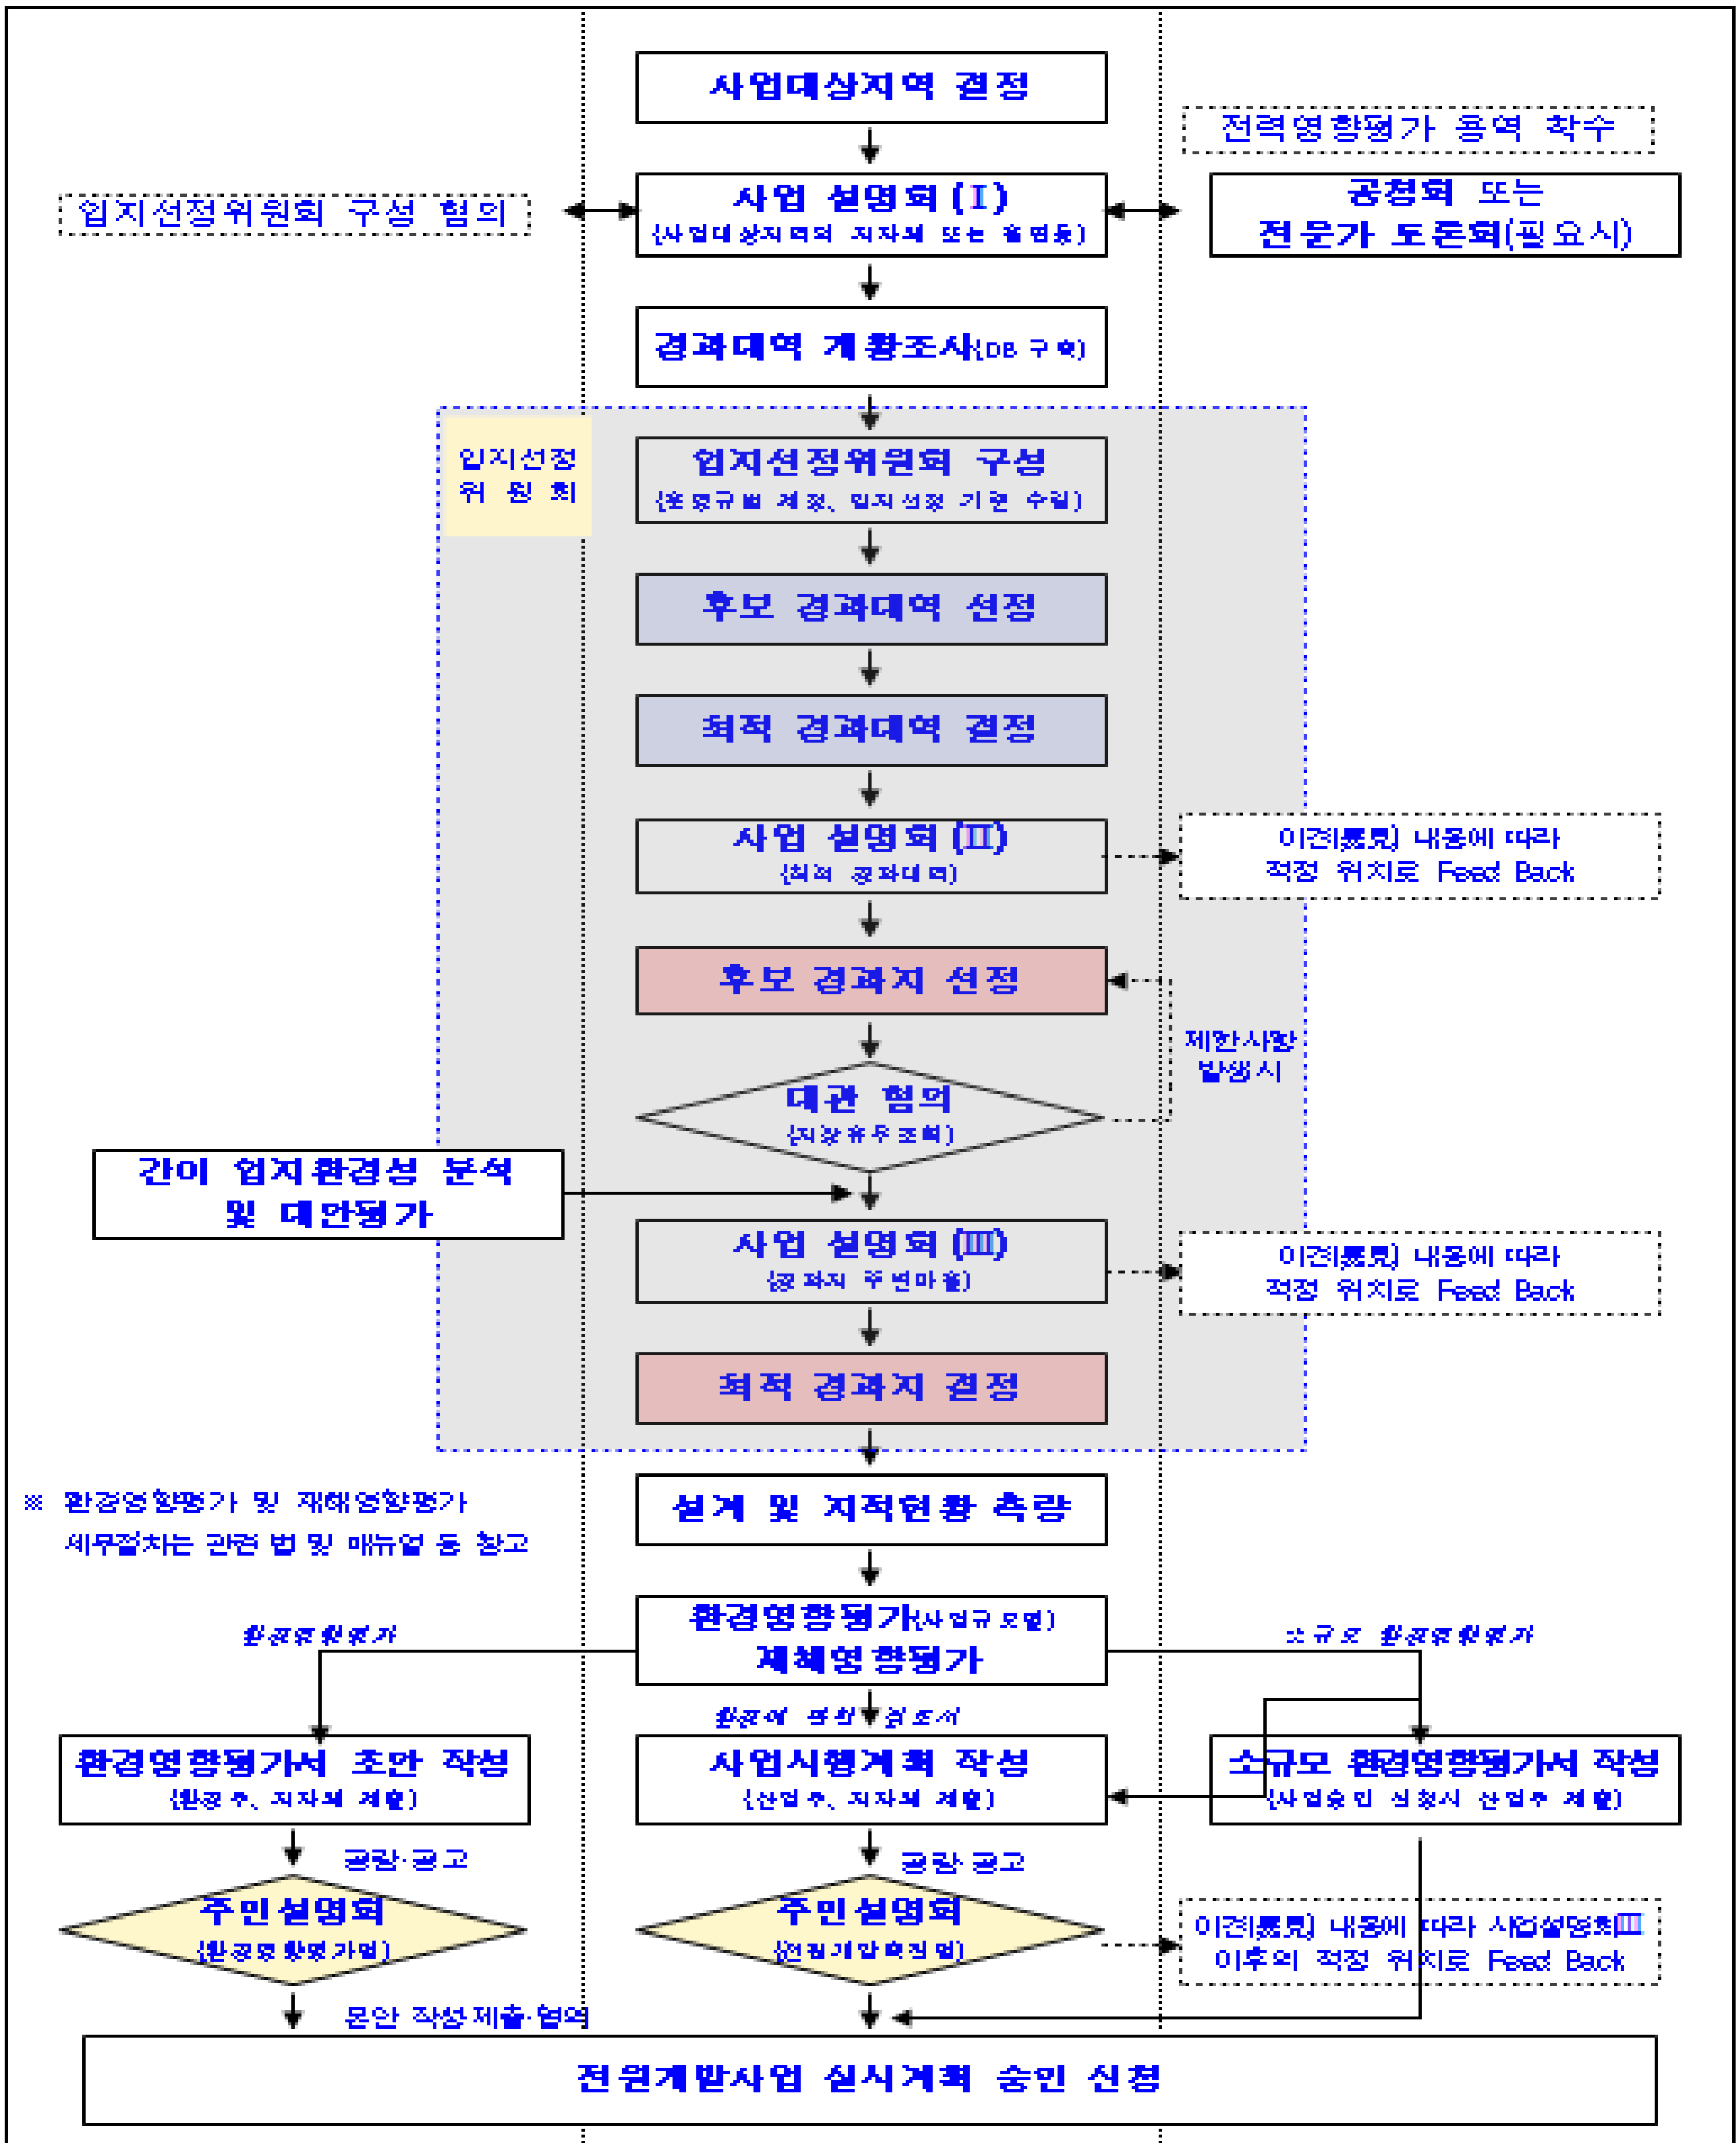 사업대상지역 결정
전력영향평가 용역 착수
입지선정위원회 구성 협의
사업 설명회(Ⅰ)
(사업대상지역의 지자체 또는 읍면동)
공청회 또는
전문가 토론회(필요시)
경과대역 개황조사(DB 구축)
입지선정
위 원 회
입지선정위원회 구성
(운영규범 제정, 입지선정 기준 수립)
후보 경과대역 선정
최적 경과대역 결정
사업 설명회(Ⅱ)
(최적 경과대역)
이견(異見) 내용에 따라
적정 위치로 Feed Back
후보 경과지 선정
제한사항
발생시
대관 협의
(지장유무조회)
간이 입지환경성 분석
및 대안평가
사업 설명회(Ⅲ)
(경과지 주변마을)
이견(異見) 내용에 따라
적정 위치로 Feed Back
최적 경과지 결정
설계 및 지적현황 측량
※ 환경영향평가 및 재해영향평가
세부절차는 관련 법 및 매뉴얼 등 참고
환경영향평가(사업규모별)
재해영향평가
환경영향평가
소규모 환경영향평가
환경에 관한 검토서
환경영향평가서 초안 작성
(환경부, 지자체 제출)
사업시행계획 작성
(산업부, 지자체 제출)
소규모 환경영향평가서 작성
(사업승인 신청시 산업부 제출)
공람·공고
공람·공고
주민설명회
(환경영향평가법)
주민설명회
(전원개발촉진법)
이견(異見) 내용에 따라 사업설명회Ⅲ
이후의 적정 위치로 Feed Back
본안 작성·제출·협의
전원개발사업 실시계획 승인 신청